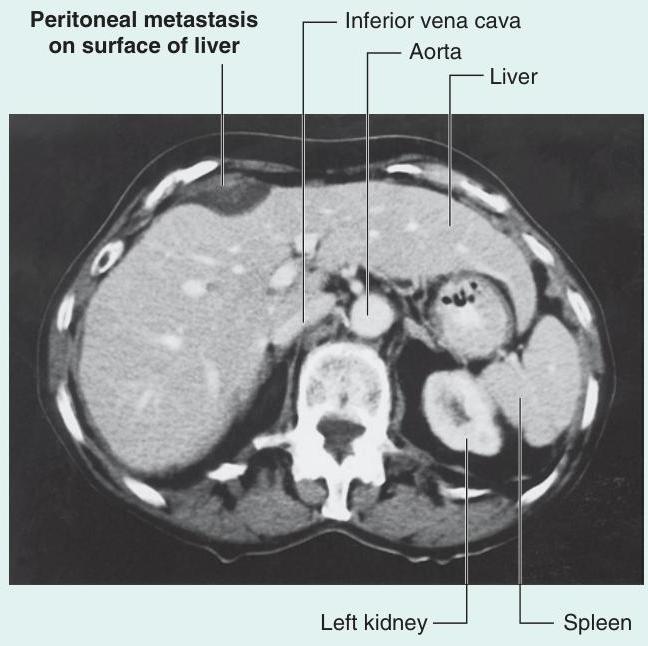 Peritoneal metastasis
on surface of liver
Inferior vena cava
Aorta
Liver
Left kidney
Spleen